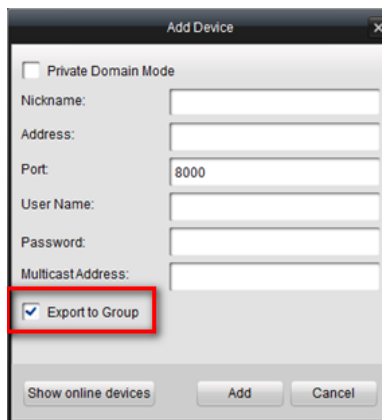 Add Device
Private Domain Mode
Nickname:
Address:
Port: 8000
User Name:
Password:
Multicast Address:
Export to Group
Show online devices Add Cancel